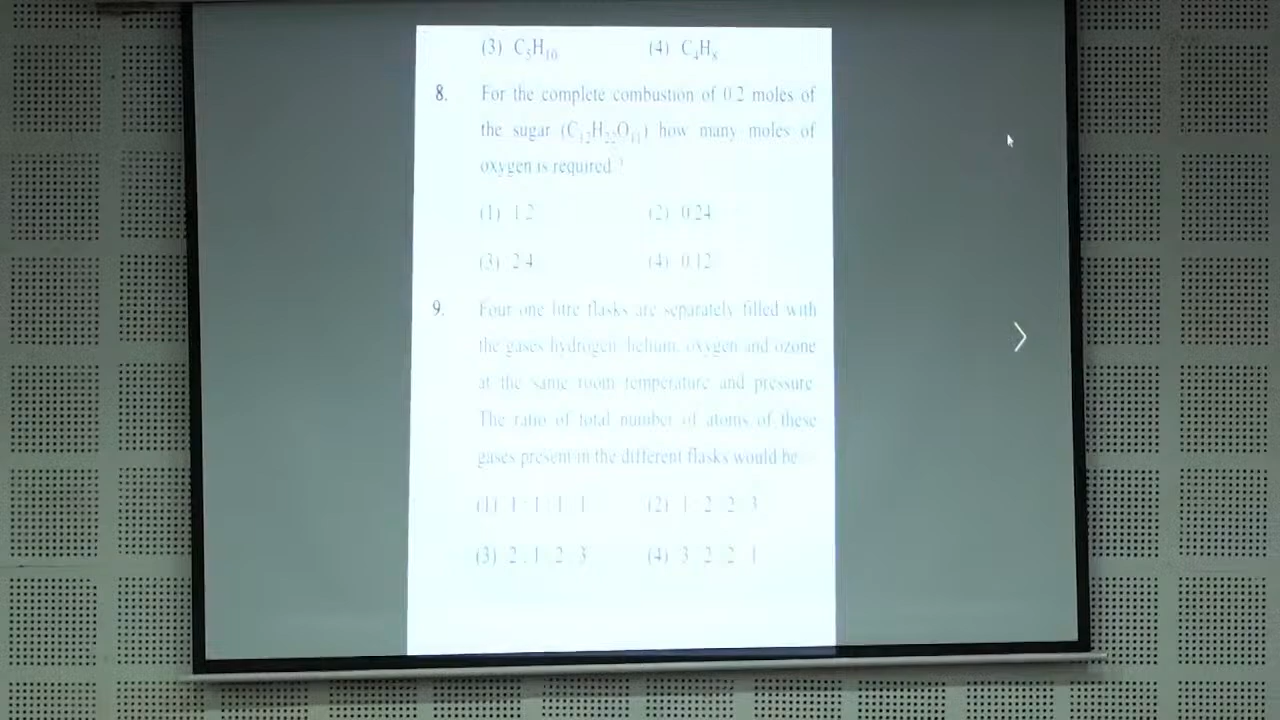 (3) C₅H₁₀ (4) C₄H₈
8. For the complete combustion of 0.2 moles of
the sugar (C₁₂H₂₂O₁₁) how many moles of
oxygen is required ?
(1) 1.2 (2) 0.24
(3) 2.4 (4) 0.12
9. Four one litre flasks are separately filled with
the gases hydrogen, helium, oxygen and ozone
at the same room temperature and pressure.
The ratio of total number of atoms of these
gases present in the different flasks would be
(1) 1 : 1 : 1 : 1 (2) 1 : 2 : 2 : 3
(3) 2 : 1 : 2 : 3 (4) 3 : 2 : 2 : 1